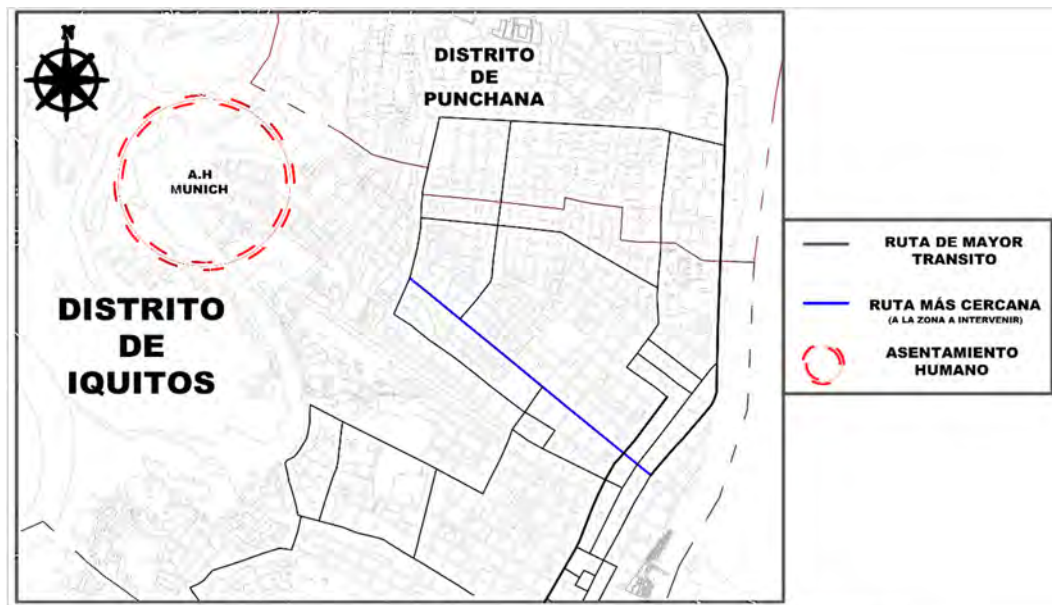 N
DISTRITO
DE
PUNCHANA
A.H
MUNICH
DISTRITO
DE
IQUITOS
RUTA DE MAYOR
TRANSITO
RUTA MÁS CERCANA
(A LA ZONA A INTERVENIR)
ASENTAMIENTO
HUMANO